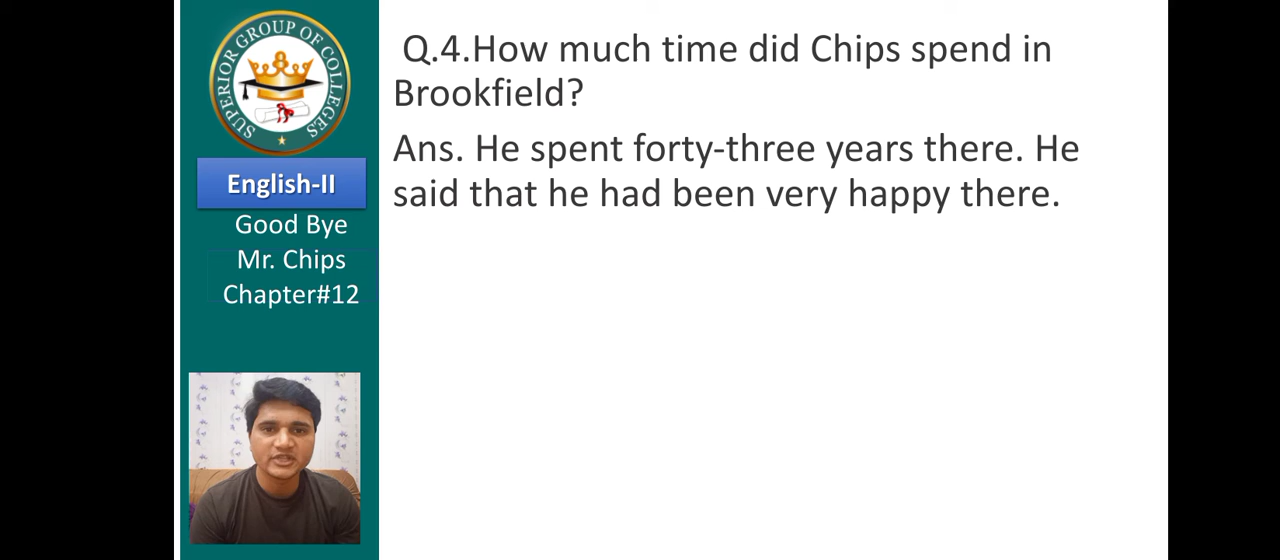 SUPERIOR GROUP OF COLLEGES
English-II
Good Bye
Mr. Chips
Chapter#12
Q.4.How much time did Chips spend in
Brookfield?
Ans. He spent forty-three years there. He
said that he had been very happy there.